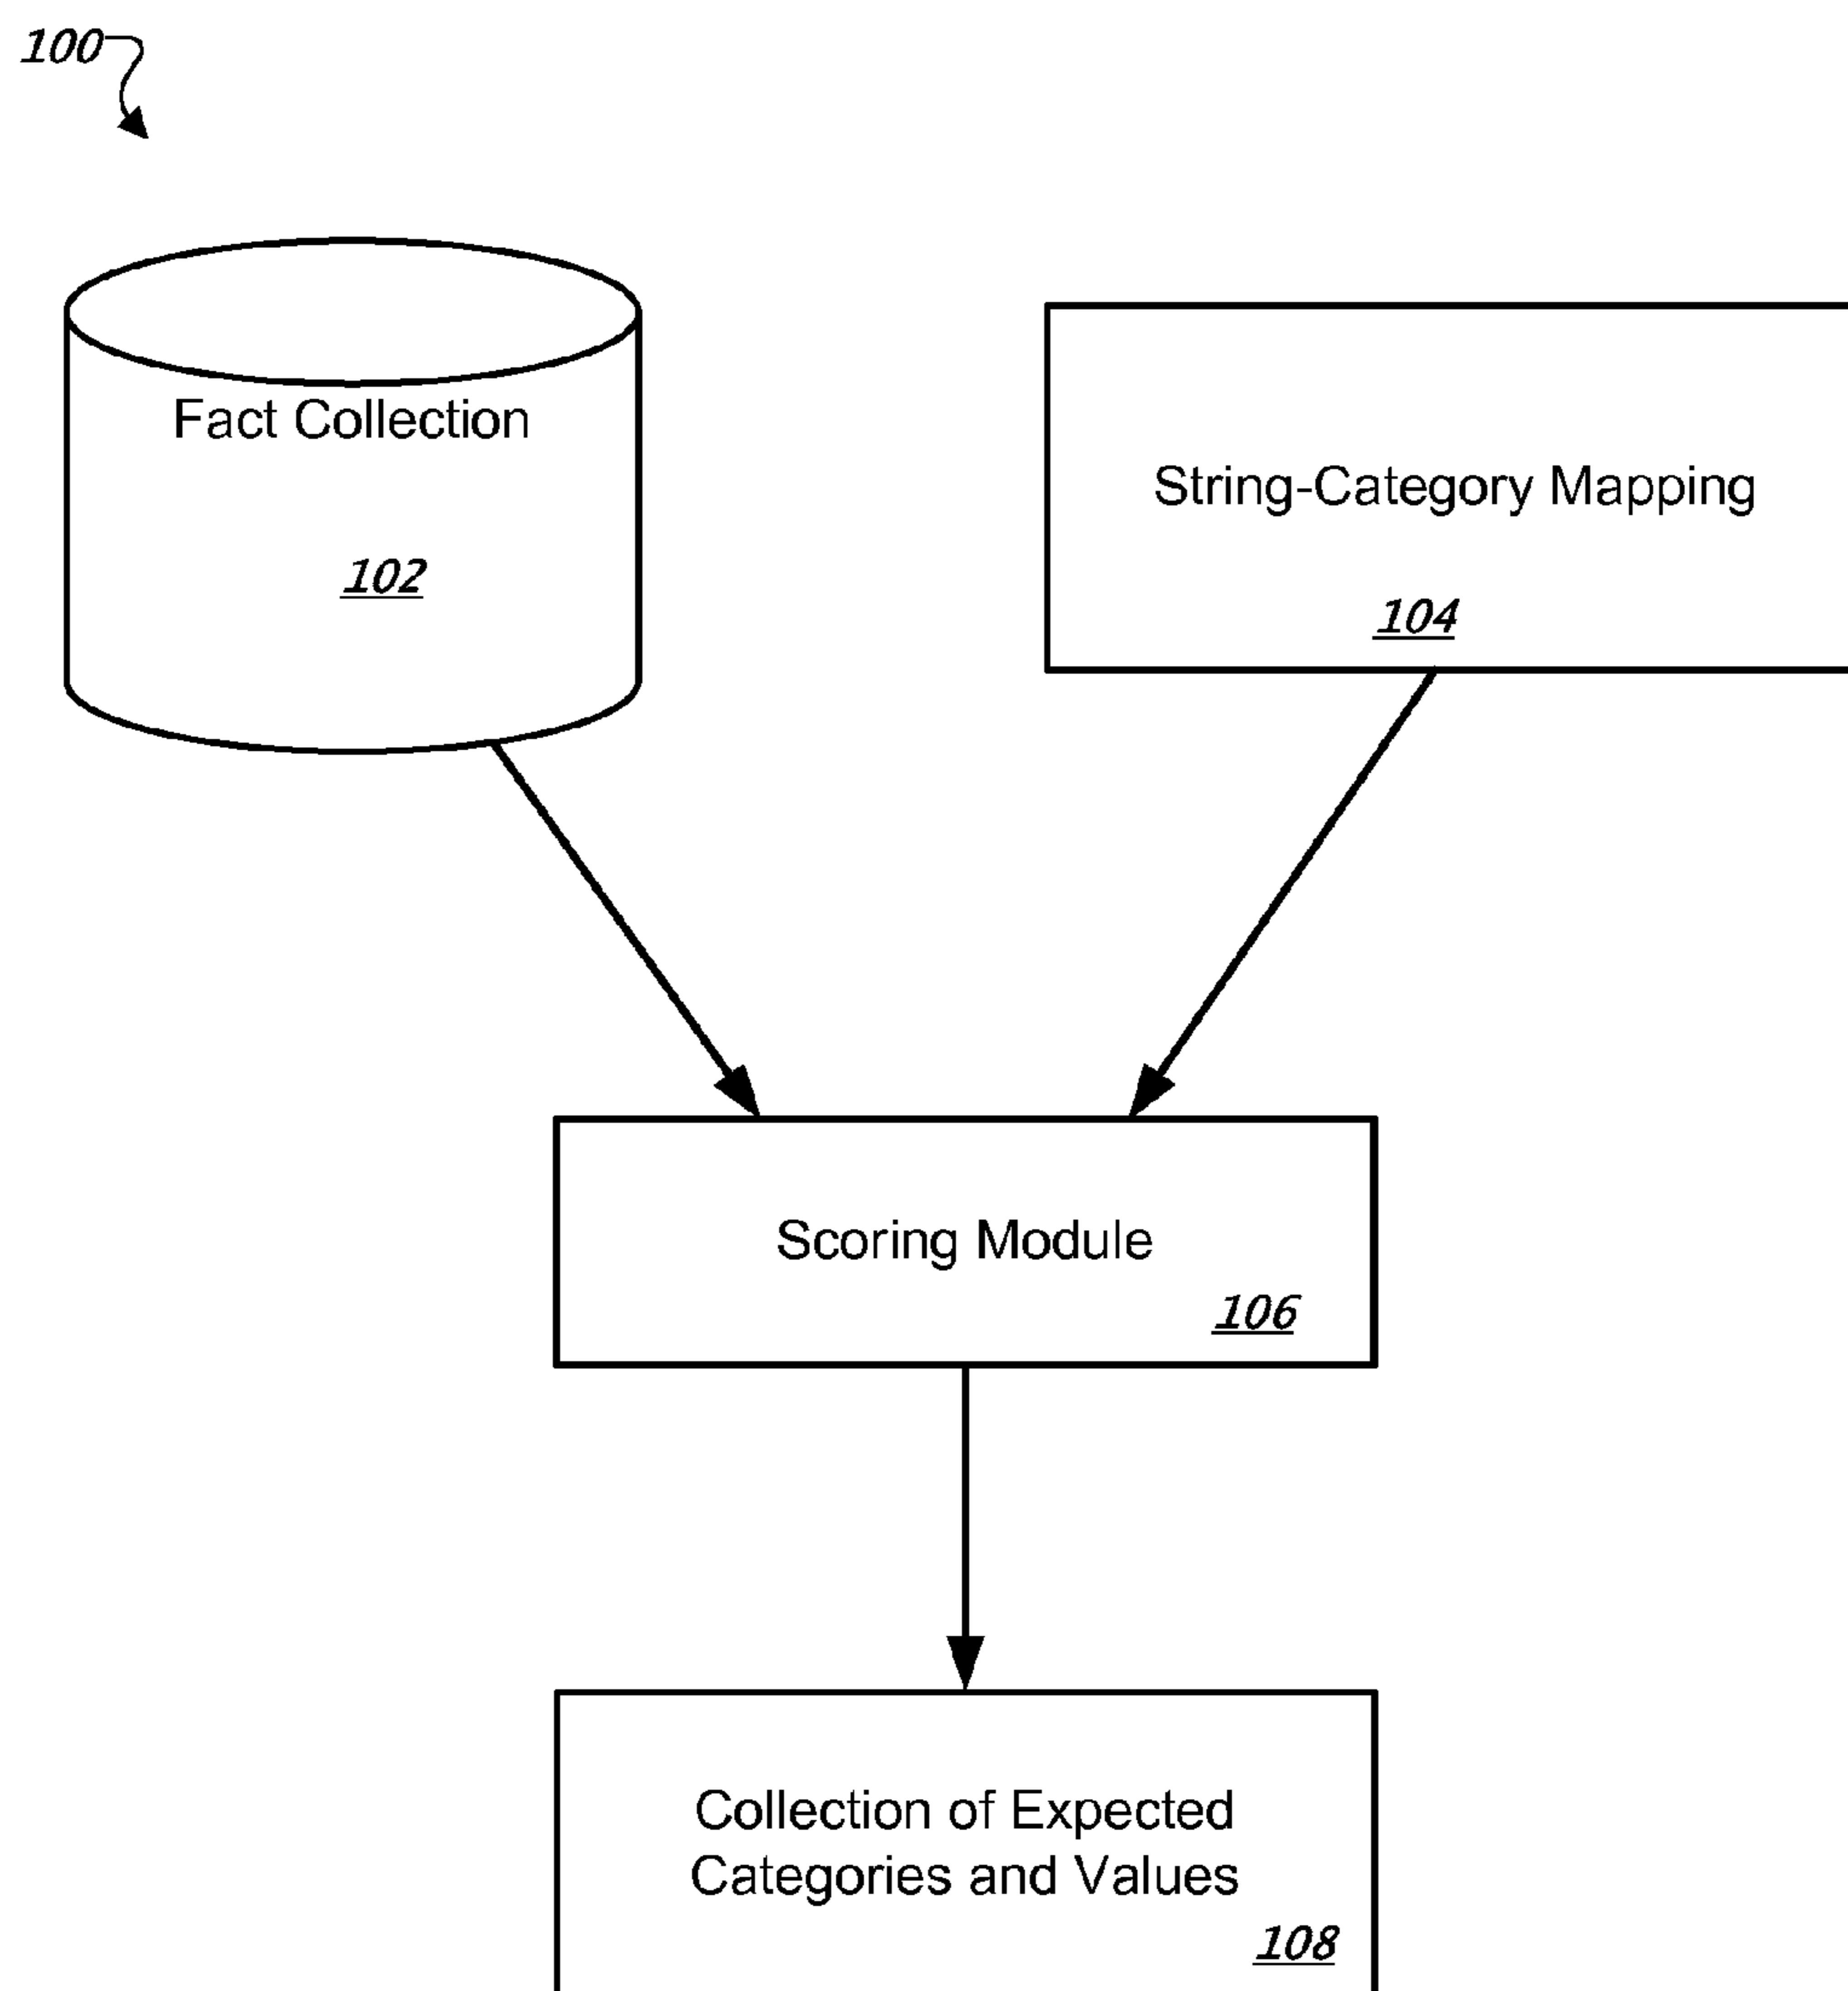 100
Fact Collection
102
String-Category Mapping
104
Scoring Module
106
Collection of Expected
Categories and Values
108